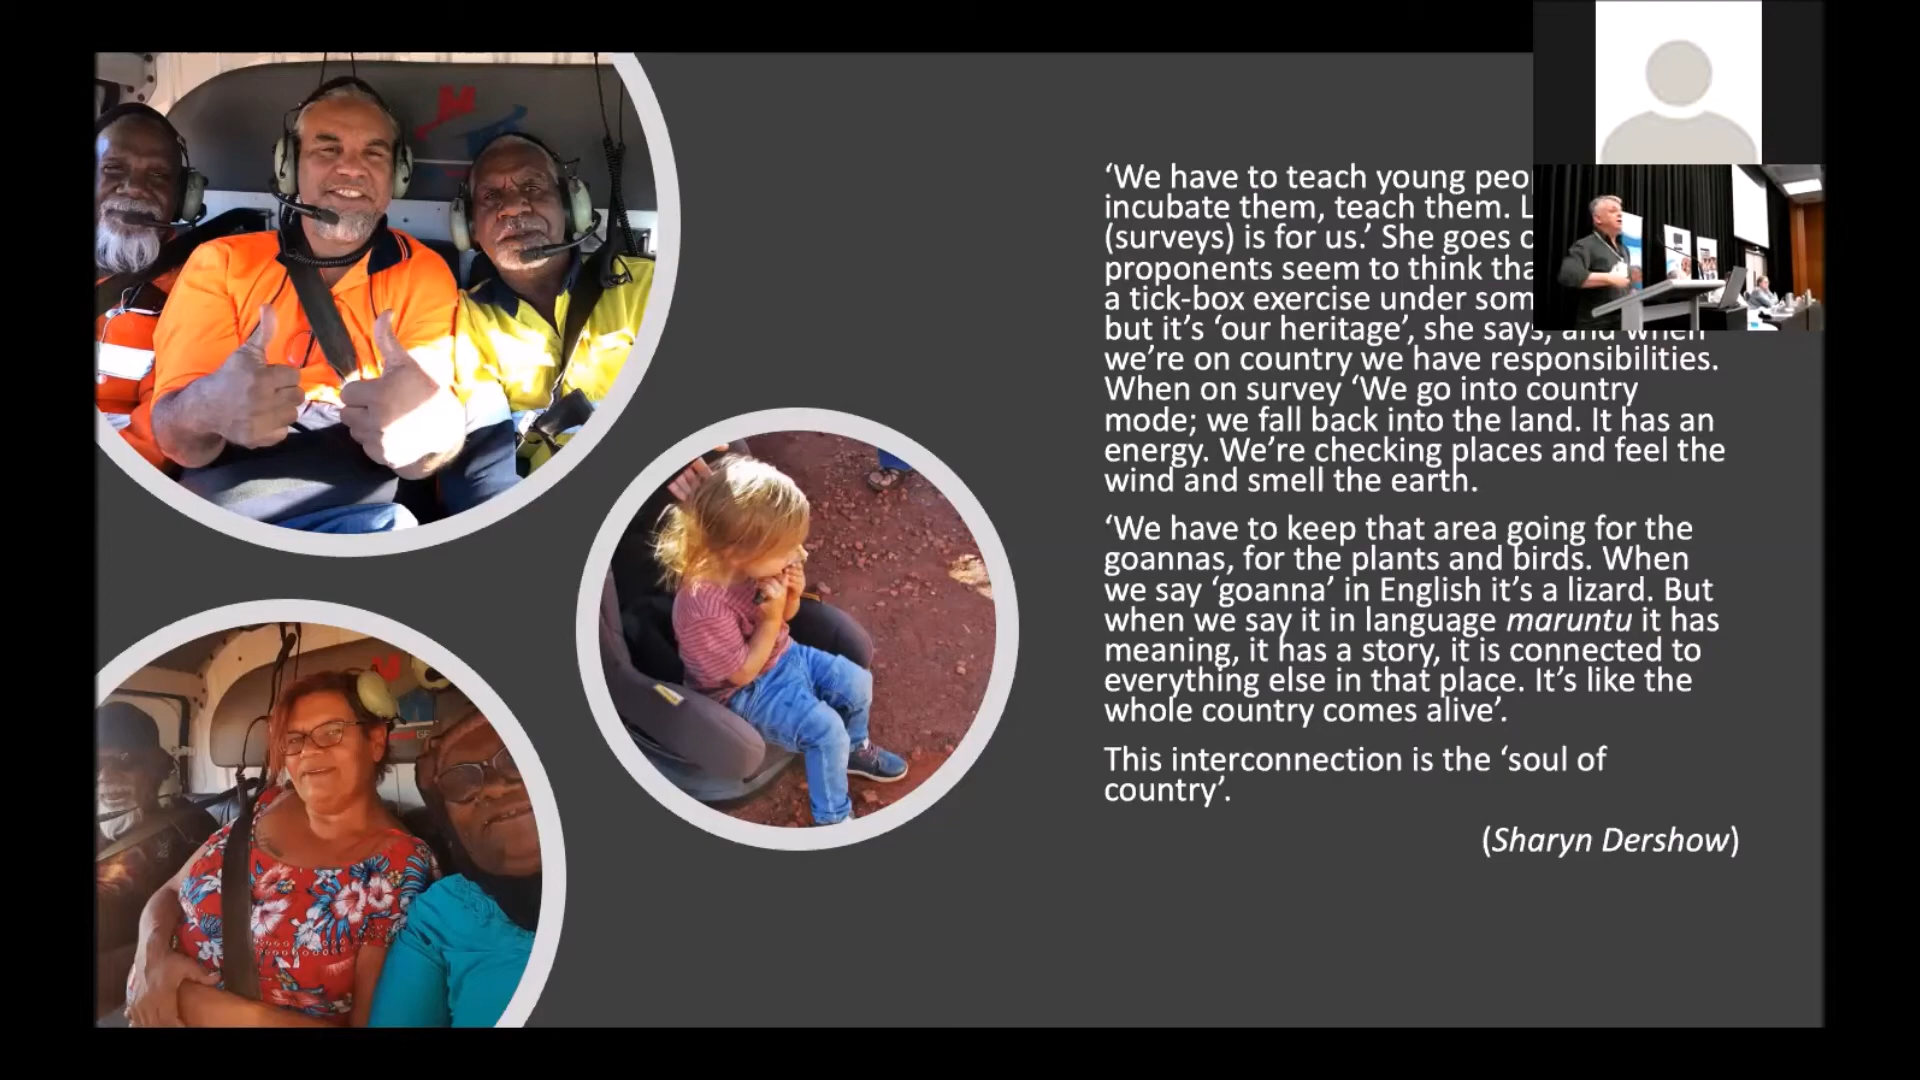 ‘We have to teach young
incubate them, teach them.
(surveys) is for us.’ She goes
proponents seem to think
a tick-box exercise under
but it’s ‘our heritage’, she says, and when
we’re on country we have responsibilities.
When on survey ‘We go into country
mode; we fall back into the land. It has an
energy. We’re checking places and feel the
wind and smell the earth.
‘We have to keep that area going for the
goannas, for the plants and birds. When
we say ‘goanna’ in English it’s a lizard. But
when we say it in language maruntu it has
meaning, it has a story, it is connected to
everything else in that place. It’s like the
whole country comes alive’.
This interconnection is the ‘soul of
country’.
(Sharyn Dershow)